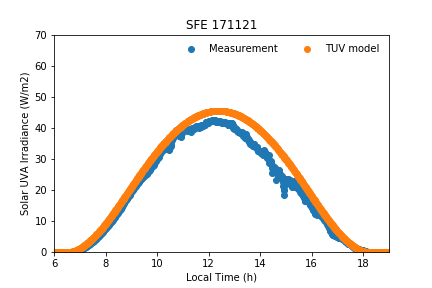 SFE 171121
Measurement
TUV model
Solar UVA Irradiance (W/m2)
70
60
50
40
30
20
10
0
6 8 10 12 14 16 18
Local Time (h)